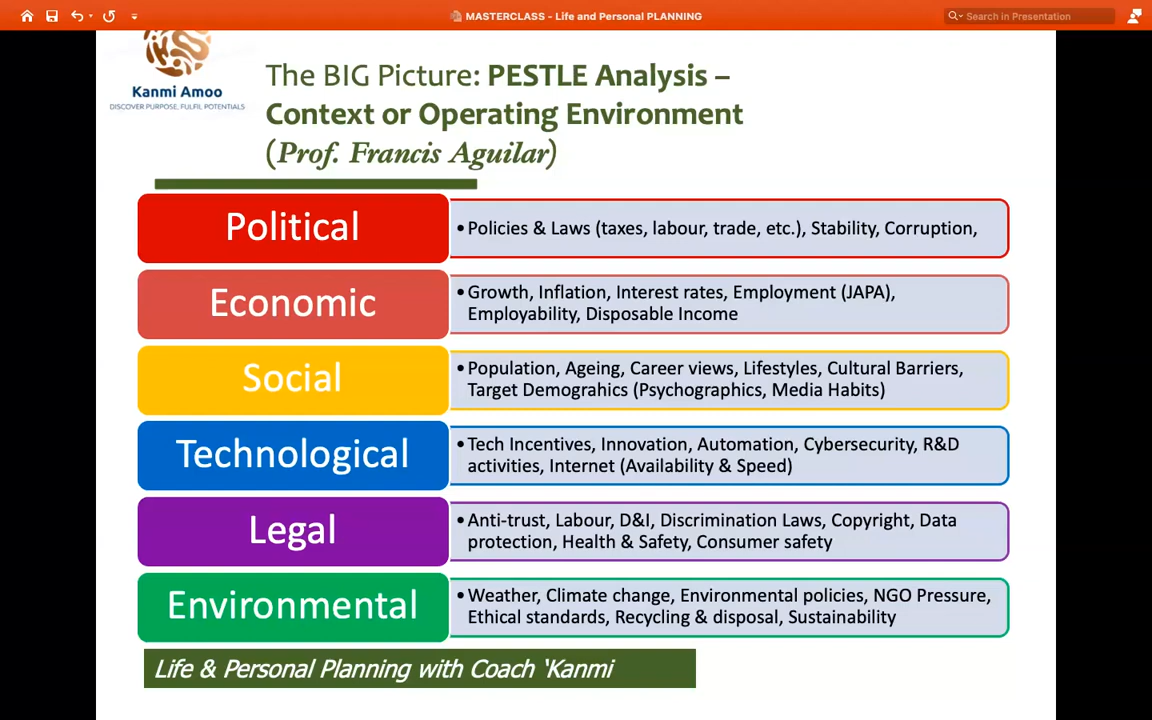 MASTERCLASS - Life and Personal PLANNING
Search in Presentation
Kanmi Amoo
DISCOVER PURPOSE, FULFIL POTENTIALS
The BIG Picture: PESTLE Analysis –
Context or Operating Environment
(Prof. Francis Aguilar)
Political
•Policies & Laws (taxes, labour, trade, etc.), Stability, Corruption,
Economic
•Growth, Inflation, Interest rates, Employment (JAPA),
Employability, Disposable Income
Social
•Population, Ageing, Career views, Lifestyles, Cultural Barriers,
Target Demograhics (Psychographics, Media Habits)
Technological
•Tech Incentives, Innovation, Automation, Cybersecurity, R&D
activities, Internet (Availability & Speed)
Legal
•Anti-trust, Labour, D&I, Discrimination Laws, Copyright, Data
protection, Health & Safety, Consumer safety
Environmental
•Weather, Climate change, Environmental policies, NGO Pressure,
Ethical standards, Recycling & disposal, Sustainability
Life & Personal Planning with Coach ‘Kanmi